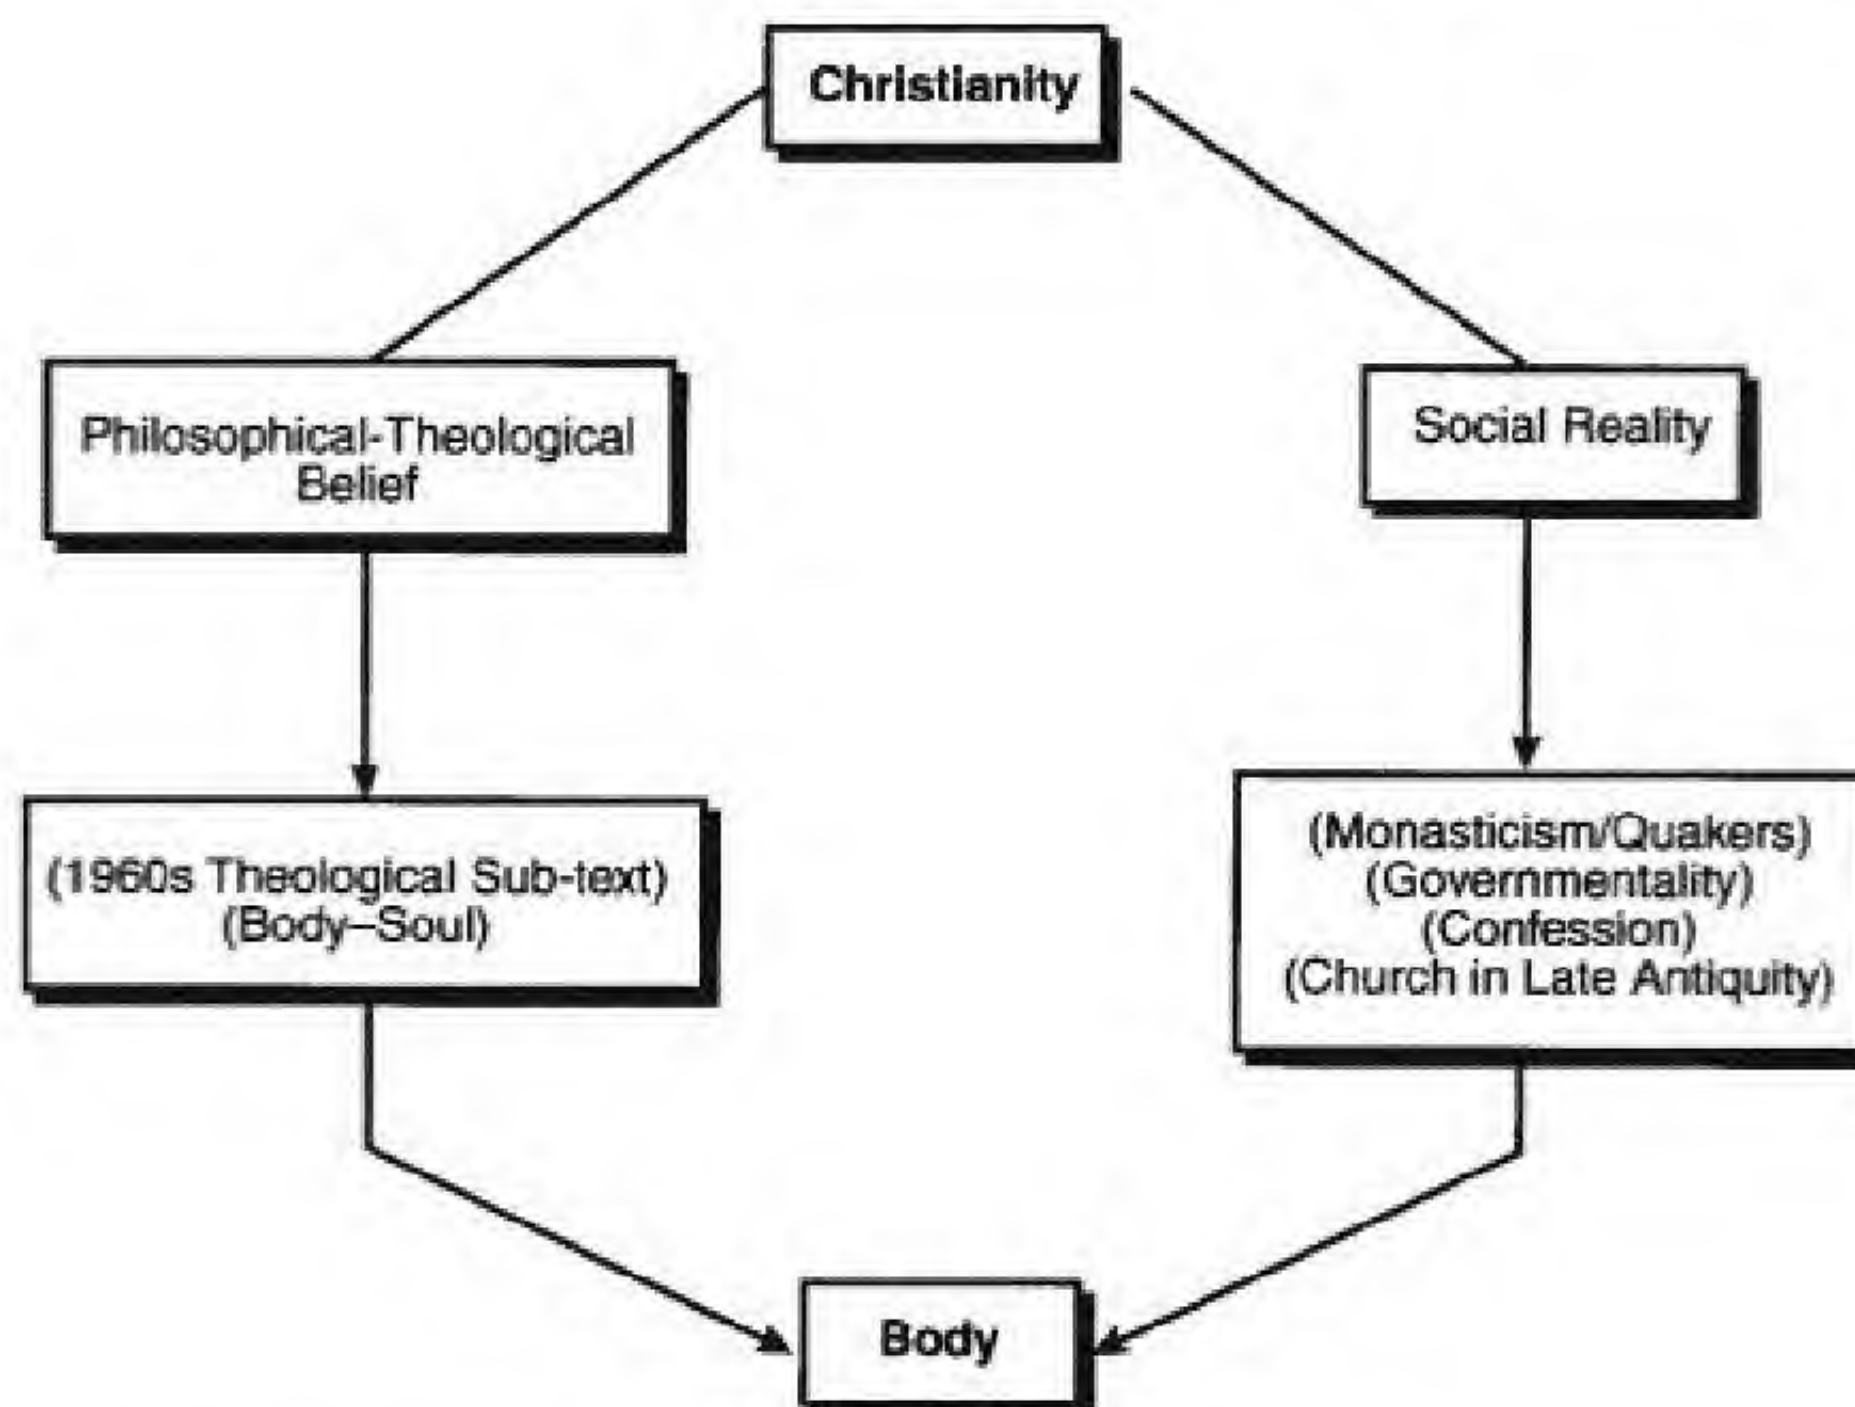 Christianity
Philosophical-Theological
Belief
Social Reality
(1960s Theological Sub-text)
(Body–Soul)
(Monasticism/Quakers)
(Governmentality)
(Confession)
(Church in Late Antiquity)
Body